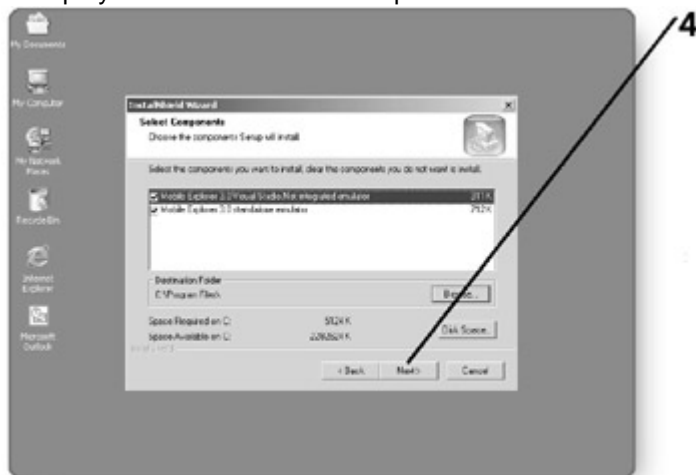 4
My Documents
My Computer
My Network
Places
Recycle Bin
Internet
Explorer
Microsoft
Outlook
InstallShield Wizard
Select Components
Choose the components Setup will install.
Select the components you want to install, clear the components you do not want to install.
Mobile Explorer 3.0 Visual Studio.Net integrated emulator
Mobile Explorer 3.0 standalone emulator
Destination Folder
C:\Program Files\
Browse...
Space Required on C:
Space Available on C:
Disk Space...
< Back
Next >
Cancel